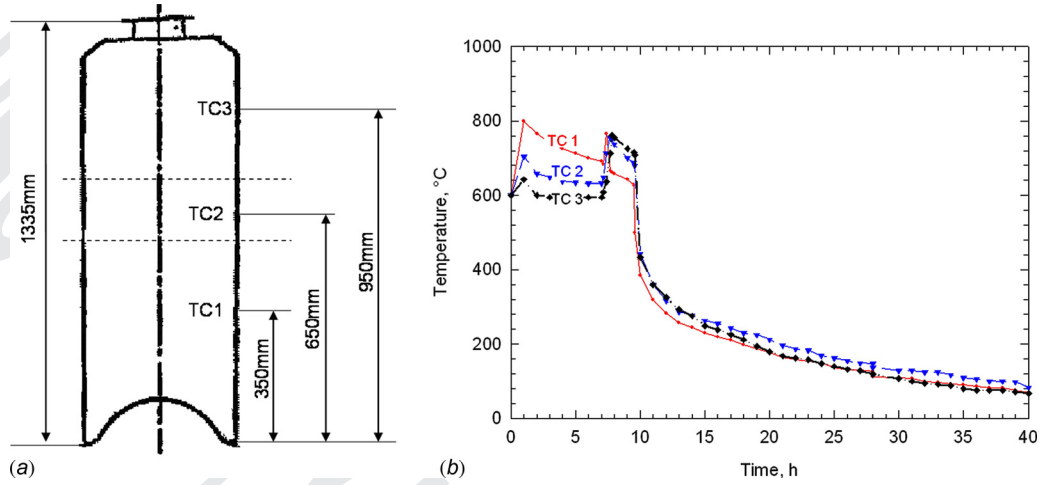 1335mm
TC3
TC2
TC1
350mm
650mm
950mm
(a)
1000
800
600
400
200
0
Temperature, °C
TC 1
TC 2
TC 3
0 5 10 15 20 25 30 35 40
Time, h
(b)